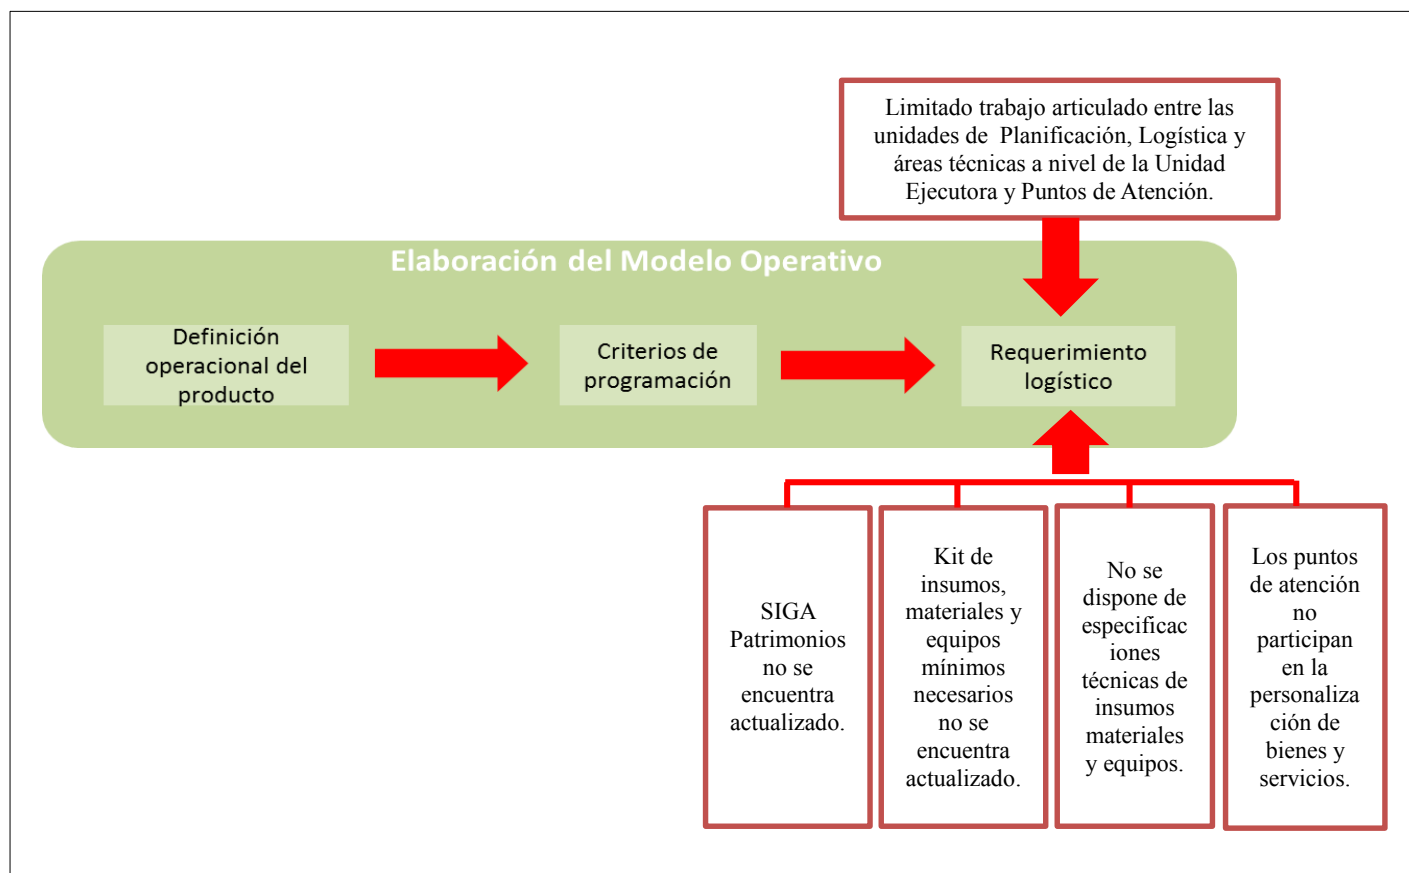 Limitado trabajo articulado entre las
unidades de  Planificación, Logística y
áreas técnicas a nivel de la Unidad
Ejecutora y Puntos de Atención.
Elaboración del Modelo Operativo
Definición
operacional del
producto
Criterios de
programación
Requerimiento
logístico
SIGA
Patrimonios
no se
encuentra
actualizado.
Kit de
insumos,
materiales y
equipos
mínimos
necesarios
no se
encuentra
actualizado.
No se
dispone de
especificac
iones
técnicas de
insumos
materiales
y equipos.
Los puntos
de atención
no
participan
en la
personaliza
ción de
bienes y
servicios.